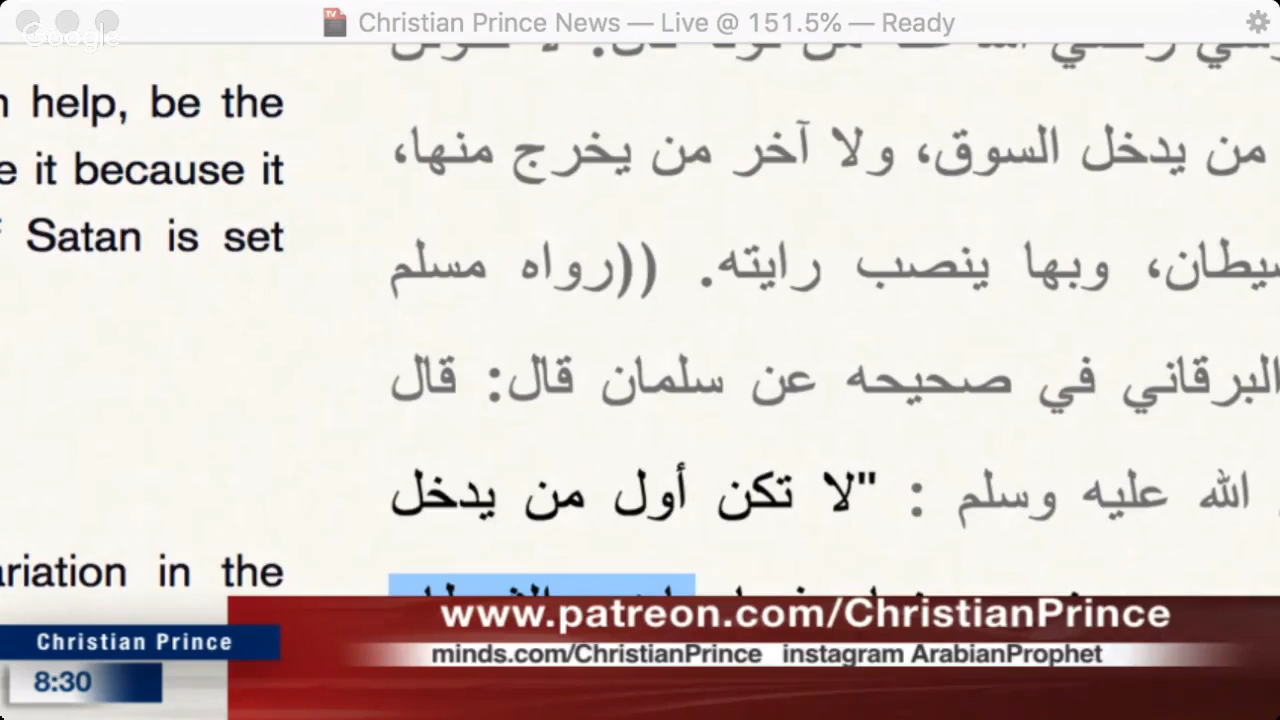 Christian Prince News — Live @ 151.5% — Ready
Google
help, be the
it because it
Satan is set
in the
من يدخل السوق، ولا آخر من يخرج منها،
وبها ينصب رايته. ((رواه مسلم
البرقاني في صحيحه عن سلمان قال: قال
الله عليه وسلم : "لا تكن أول من يدخل
www.patreon.com/ChristianPrince
Christian Prince
minds.com/ChristianPrince instagram ArabianProphet
8:30